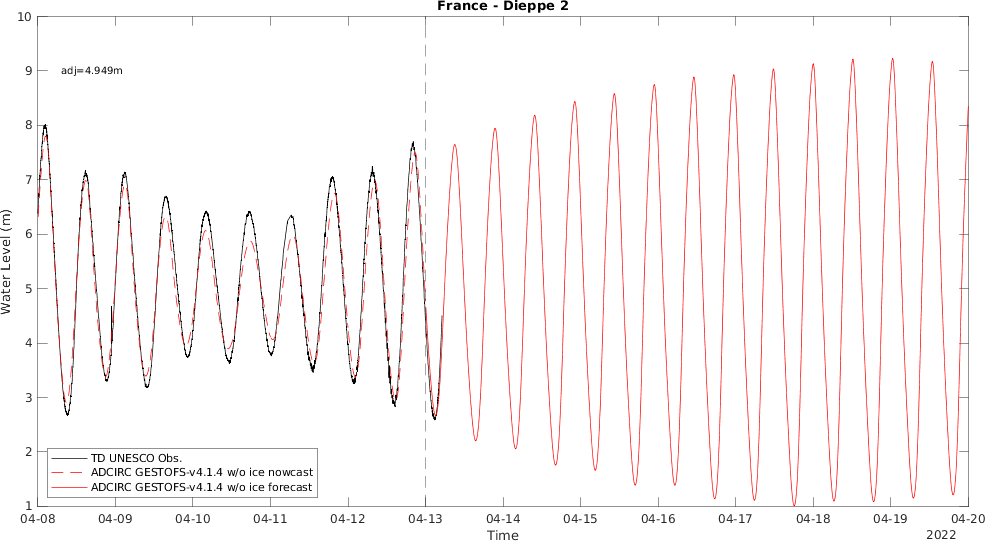 France - Dieppe 2
10
9
8
7
6
5
4
3
2
1
Water Level (m)
adj=4.949m
TD UNESCO Obs.
ADCIRC GESTOFS-v4.1.4 w/o ice nowcast
ADCIRC GESTOFS-v4.1.4 w/o ice forecast
04-08 04-09 04-10 04-11 04-12 04-13 04-14 04-15 04-16 04-17 04-18 04-19 04-20
Time
2022